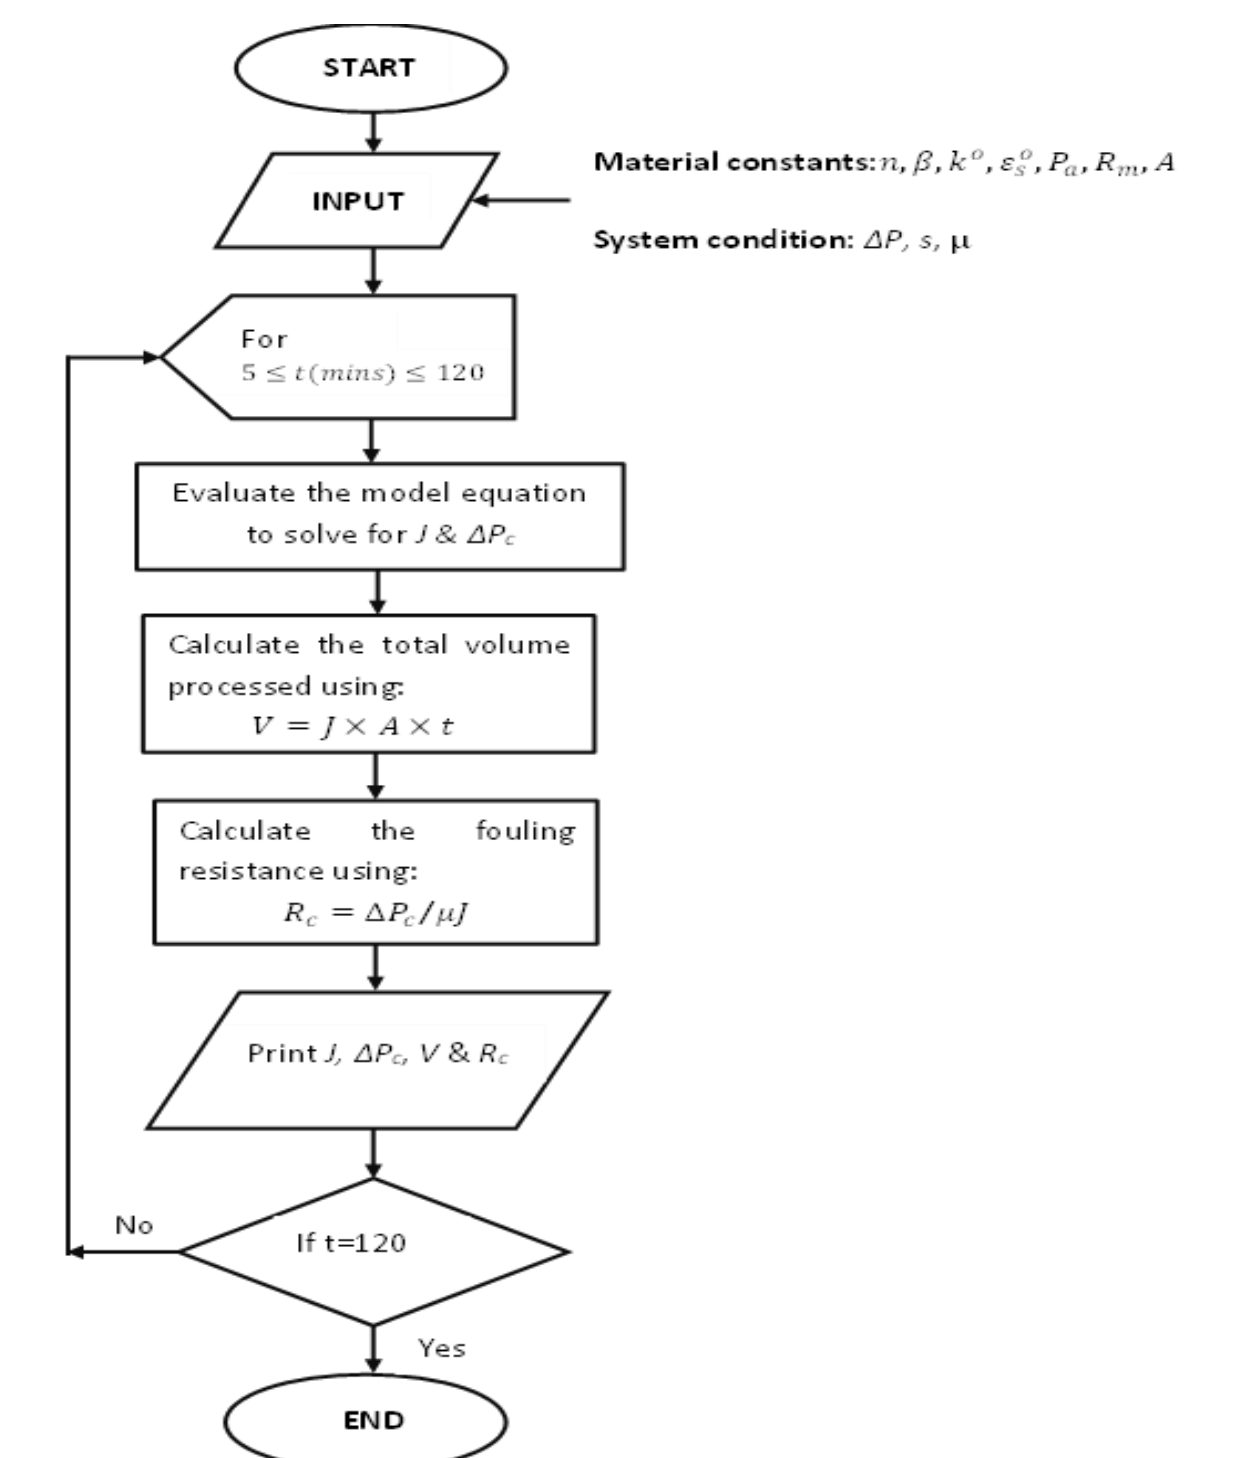 START
INPUT
Material constants: n, β, k^o, ε_s^o, P_a, R_m, A
System condition: ΔP, s, μ
For
5 ≤ t(mins) ≤ 120
Evaluate the model equation
to solve for J & ΔP_c
Calculate the total volume
processed using:
V = J × A × t
Calculate the fouling
resistance using:
R_c = ΔP_c/μJ
Print J, ΔP_c, V & R_c
No
If t=120
Yes
END